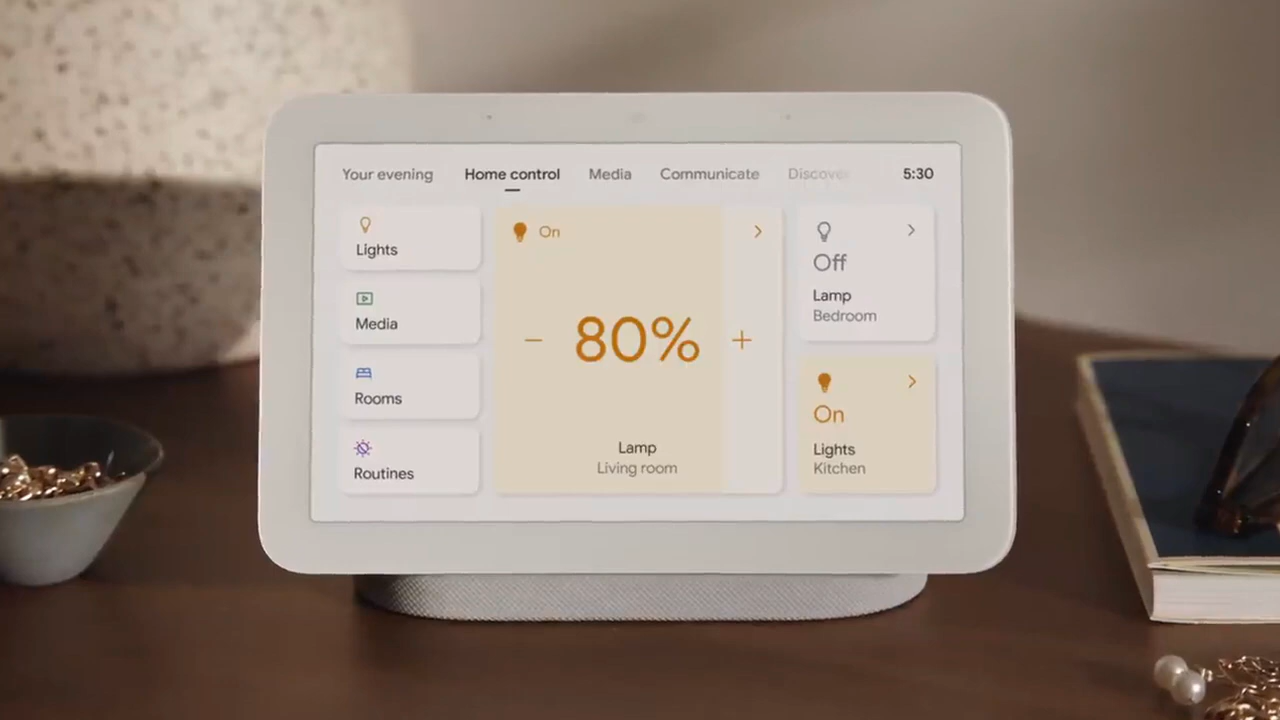 Your evening Home control Media Communicate Discover 5:30
Lights
Media
Rooms
Routines
On
− 80% +
Lamp
Living room
Off
Lamp
Bedroom
On
Lights
Kitchen